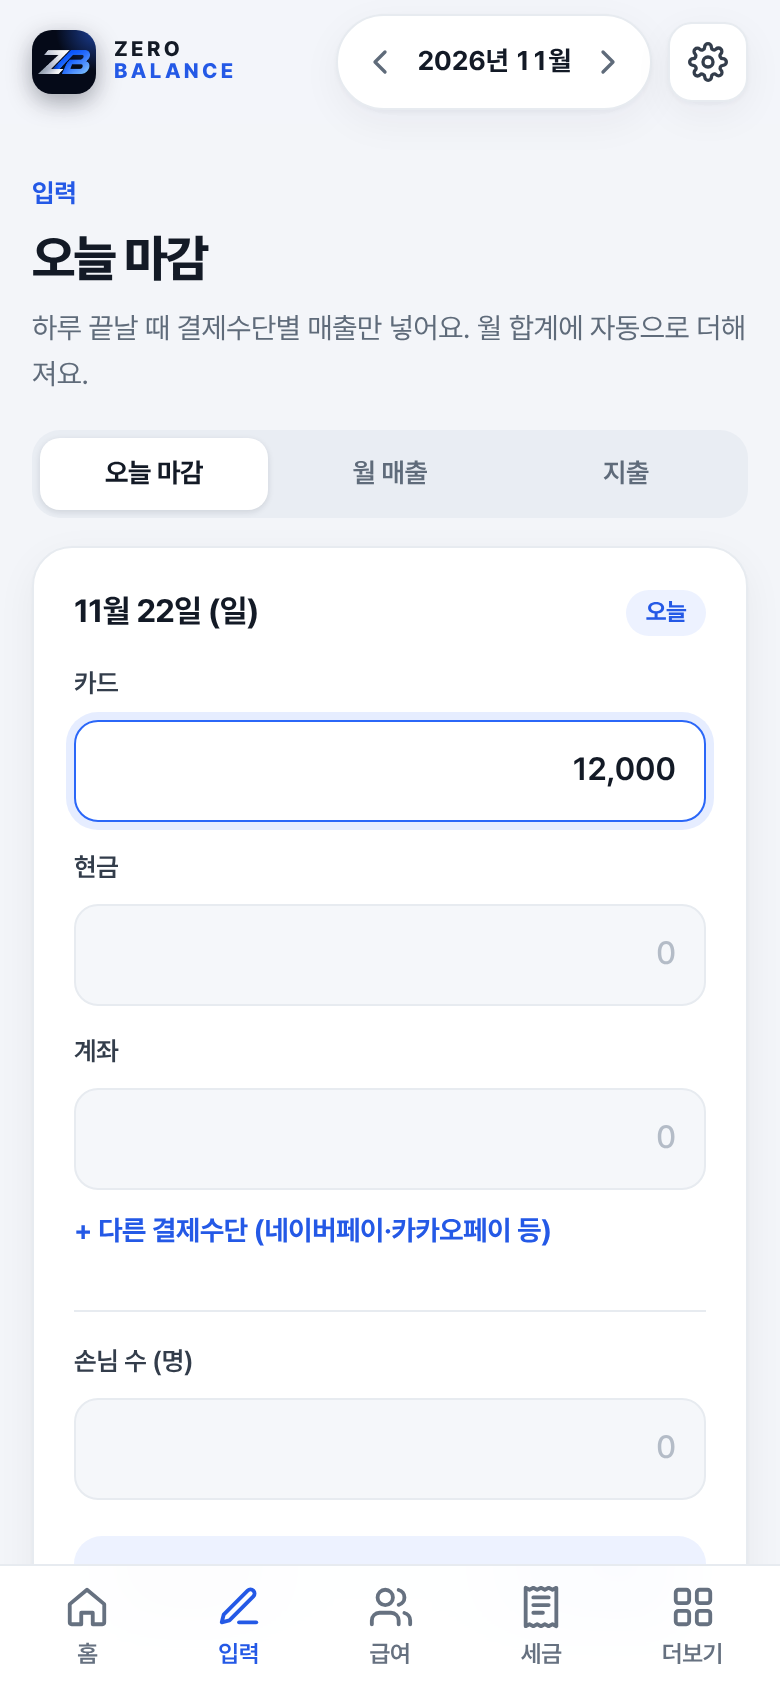 ZB
ZERO
BALANCE
2026년 11월
입력
오늘 마감
하루 끝날 때 결제수단별 매출만 넣어요. 월 합계에 자동으로 더해
져요.
오늘 마감
월 매출
지출
11월 22일 (일)
오늘
카드
12,000
현금
0
계좌
0
+ 다른 결제수단 (네이버페이·카카오페이 등)
손님 수 (명)
0
홈
입력
급여
세금
더보기